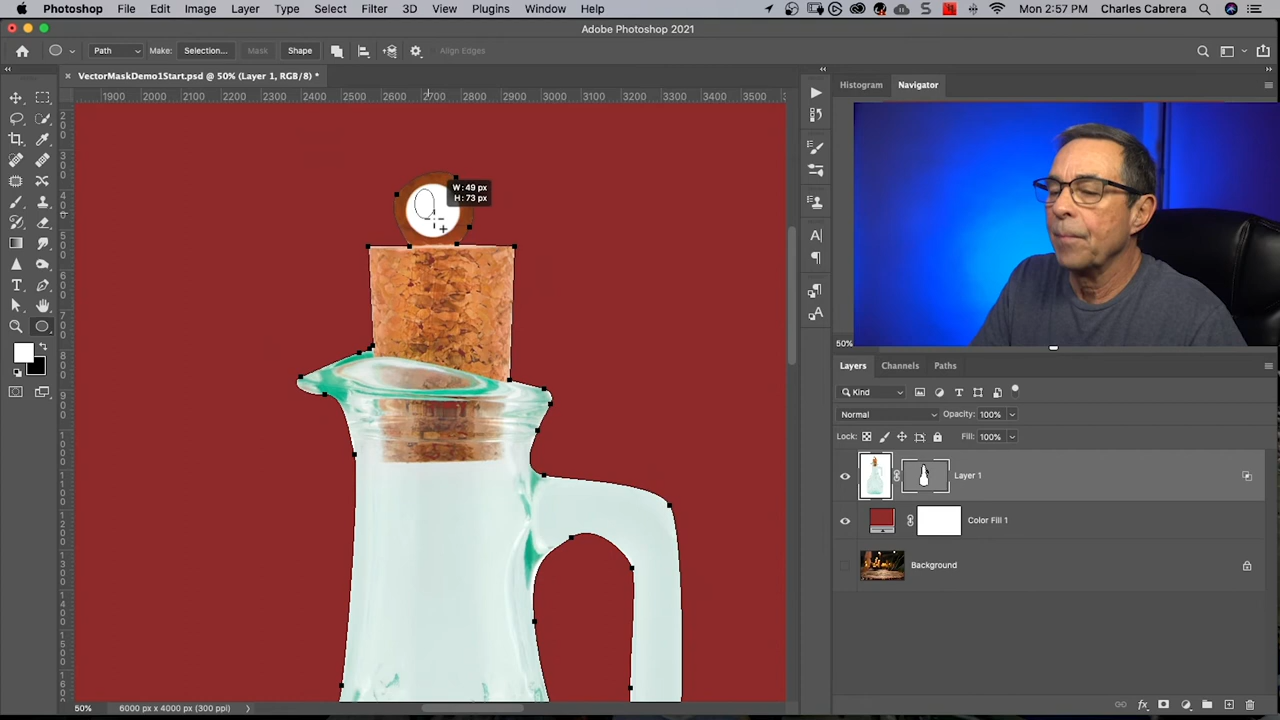 Photoshop File Edit Image Layer Type Select Filter 3D View Plugins Window Help Mon 2:57 PM Charles Cabrera
Adobe Photoshop 2021
Path Make: Selection... Mask Shape Align Edges
VectorMaskDemo1Start.psd @ 50% (Layer 1, RGB/8) *
Histogram Navigator
1900 2000 2100 2200 2300 2400 2500 2600 2700 2800 2900 3000 3100 3200 3300 3400 3500
W: 49 px
H: 73 px
50%
Layers Channels Paths
Kind
Normal Opacity: 100%
Lock: Fill: 100%
Layer 1
Color Fill 1
Background
50% 6000 px x 4000 px (300 ppi)